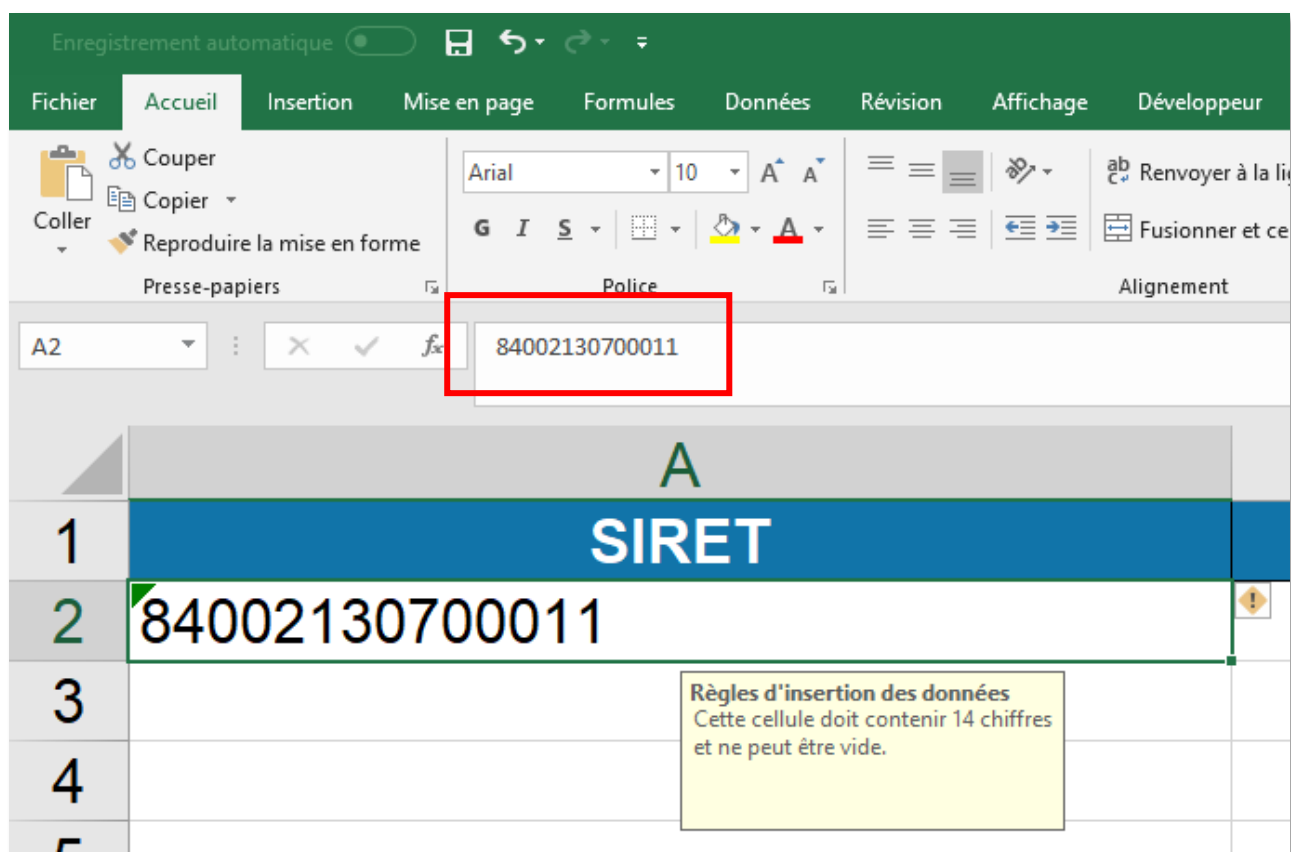 Enregistrement automatique
Fichier Accueil Insertion Mise en page Formules Données Révision Affichage Développeur
Couper
Copier
Coller
Reproduire la mise en forme
Presse-papiers
Arial 10 A A
G I S A
Police
ab Renvoyer à la li
Fusionner et ce
Alignement
A2 fx 84002130700011
A
1 SIRET
2 84002130700011
3
4
Règles d'insertion des données
Cette cellule doit contenir 14 chiffres
et ne peut être vide.